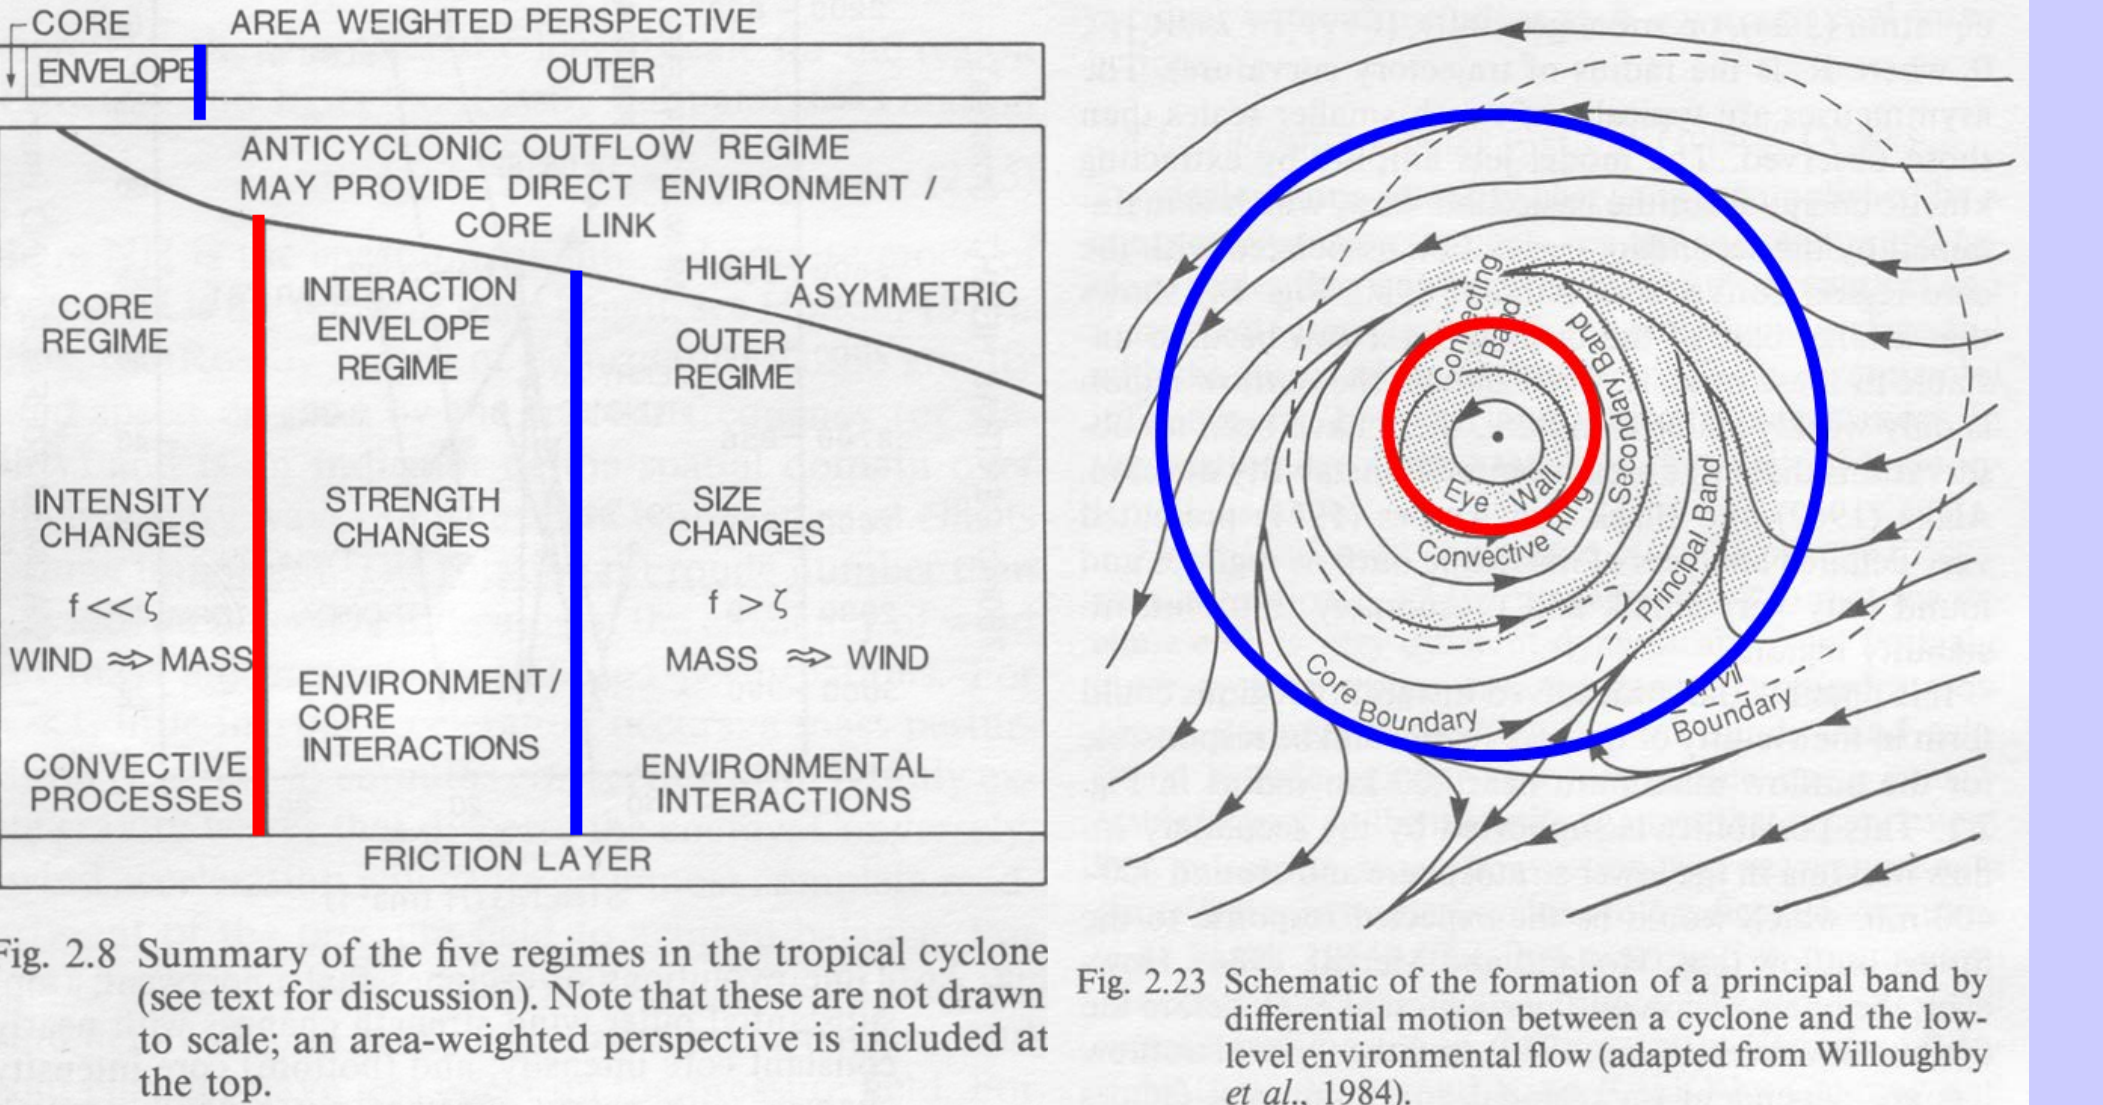 CORE
AREA WEIGHTED PERSPECTIVE
ENVELOPE
OUTER
ANTICYCLONIC OUTFLOW REGIME
MAY PROVIDE DIRECT ENVIRONMENT /
CORE LINK
HIGHLY
ASYMMETRIC
CORE
REGIME
INTERACTION
ENVELOPE
REGIME
OUTER
REGIME
INTENSITY
CHANGES
STRENGTH
CHANGES
SIZE
CHANGES
f << ζ
f > ζ
WIND ≈> MASS
MASS ≈> WIND
ENVIRONMENT/
CORE
INTERACTIONS
CONVECTIVE
PROCESSES
ENVIRONMENTAL
INTERACTIONS
FRICTION LAYER
Fig. 2.8 Summary of the five regimes in the tropical cyclone
(see text for discussion). Note that these are not drawn
to scale; an area-weighted perspective is included at
the top.
Connecting
Band
Secondary Band
Eye Wall
Convective Ring
Principal Band
Core Boundary
Anvil
Boundary
Fig. 2.23 Schematic of the formation of a principal band by
differential motion between a cyclone and the low-
level environmental flow (adapted from Willoughby
et al., 1984).